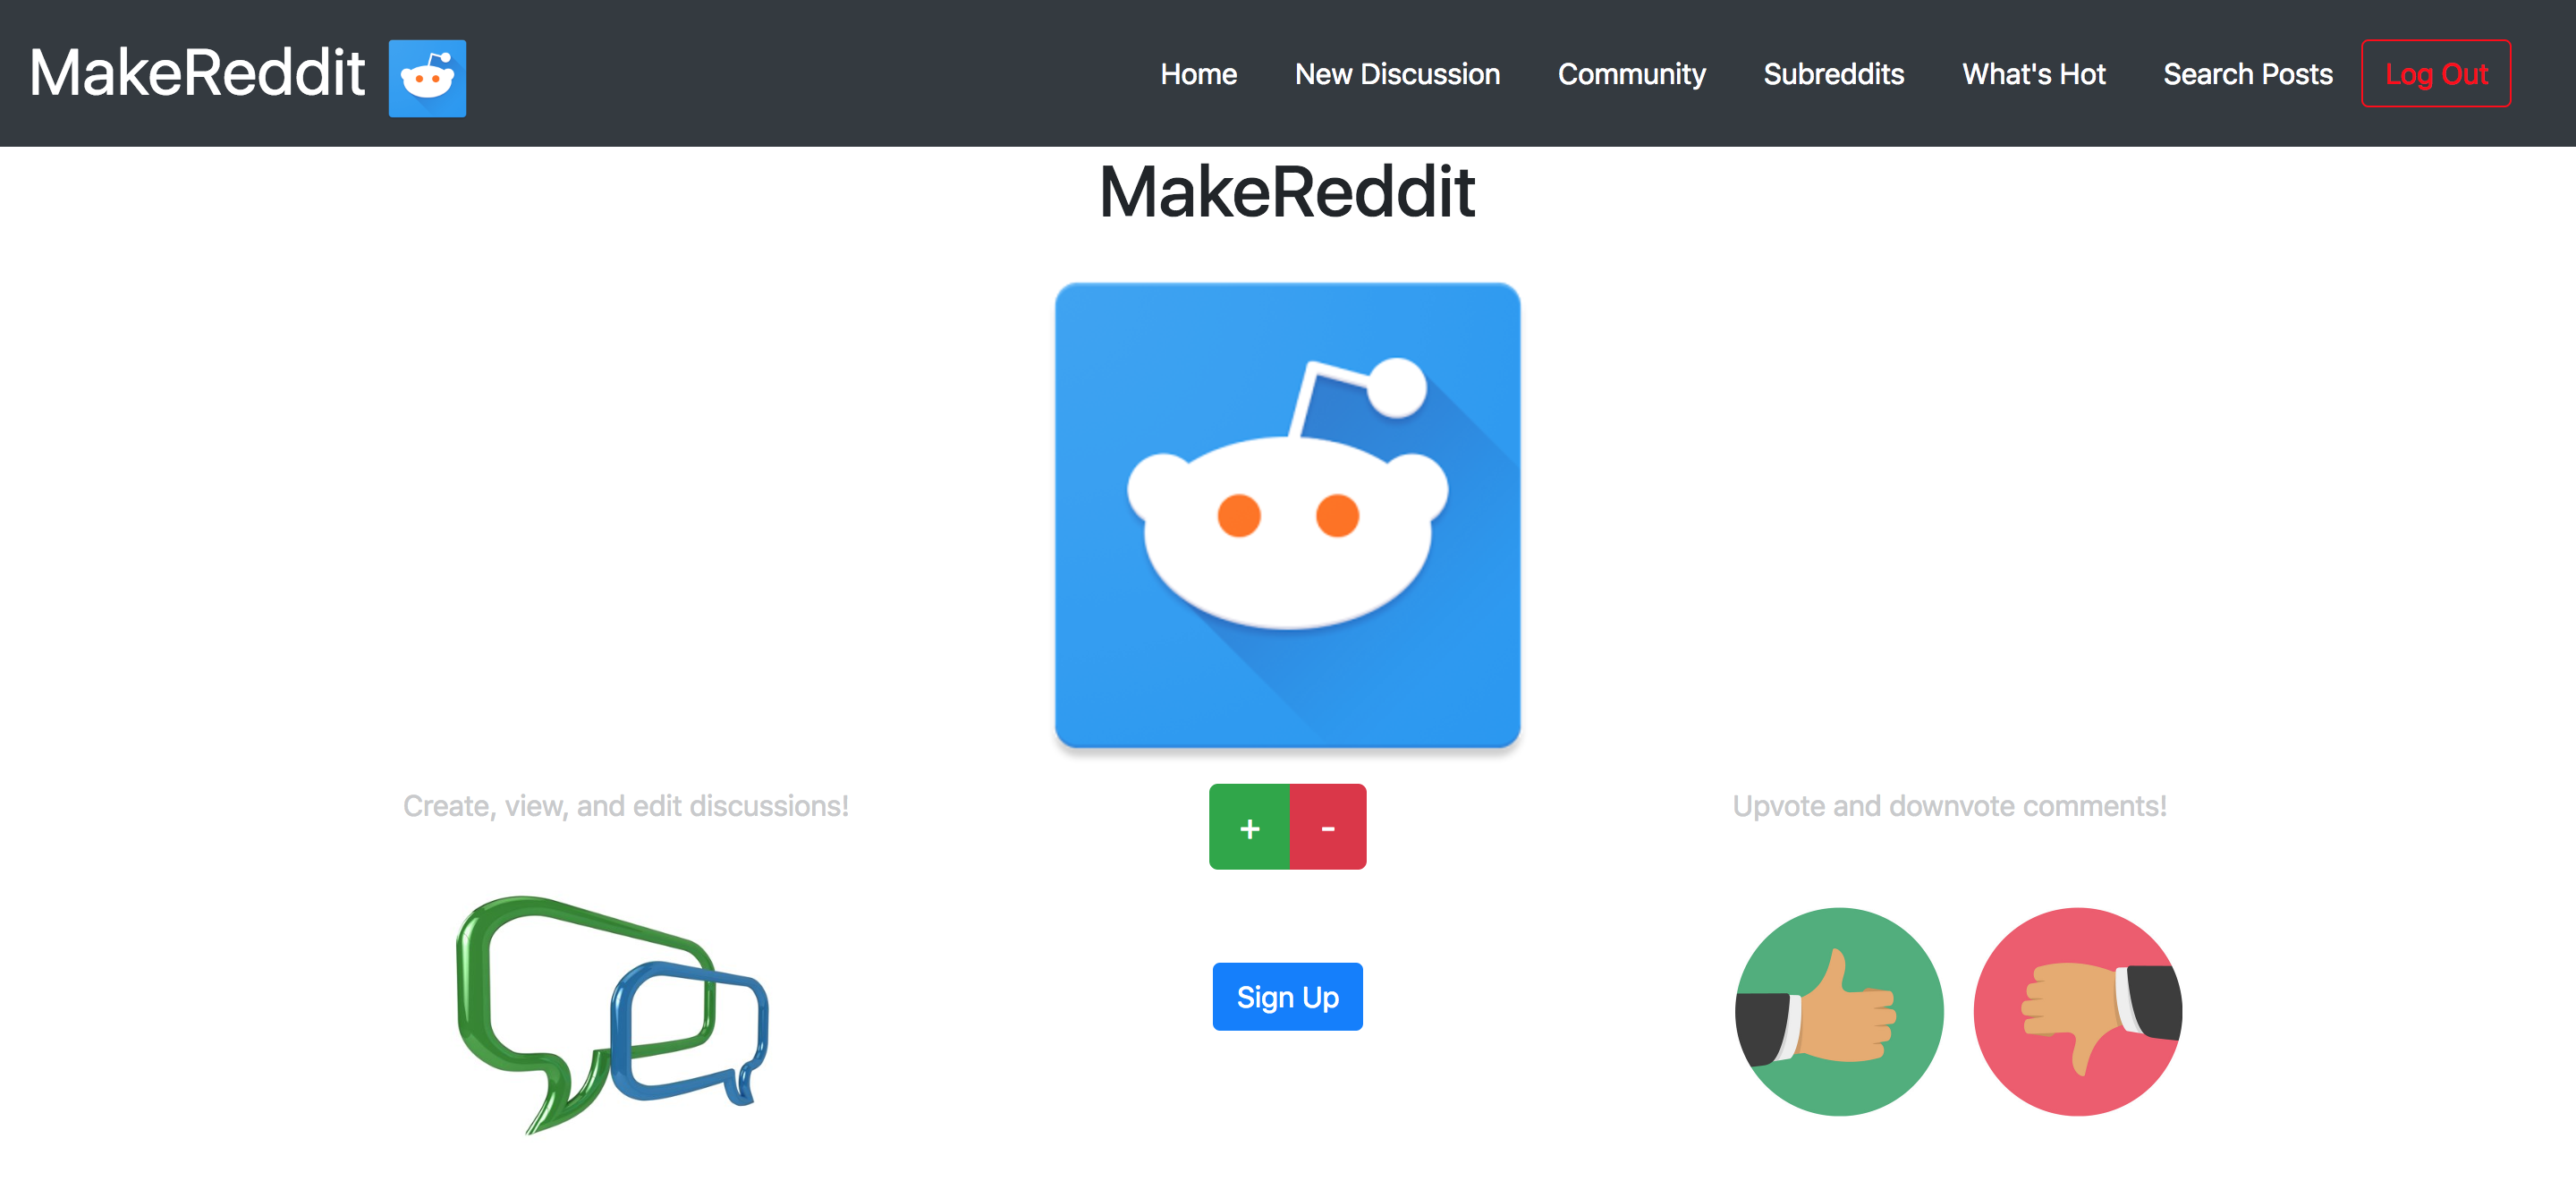 MakeReddit
Home New Discussion Community Subreddits What's Hot Search Posts Log Out
MakeReddit
Create, view, and edit discussions!
+ -
Upvote and downvote comments!
Sign Up